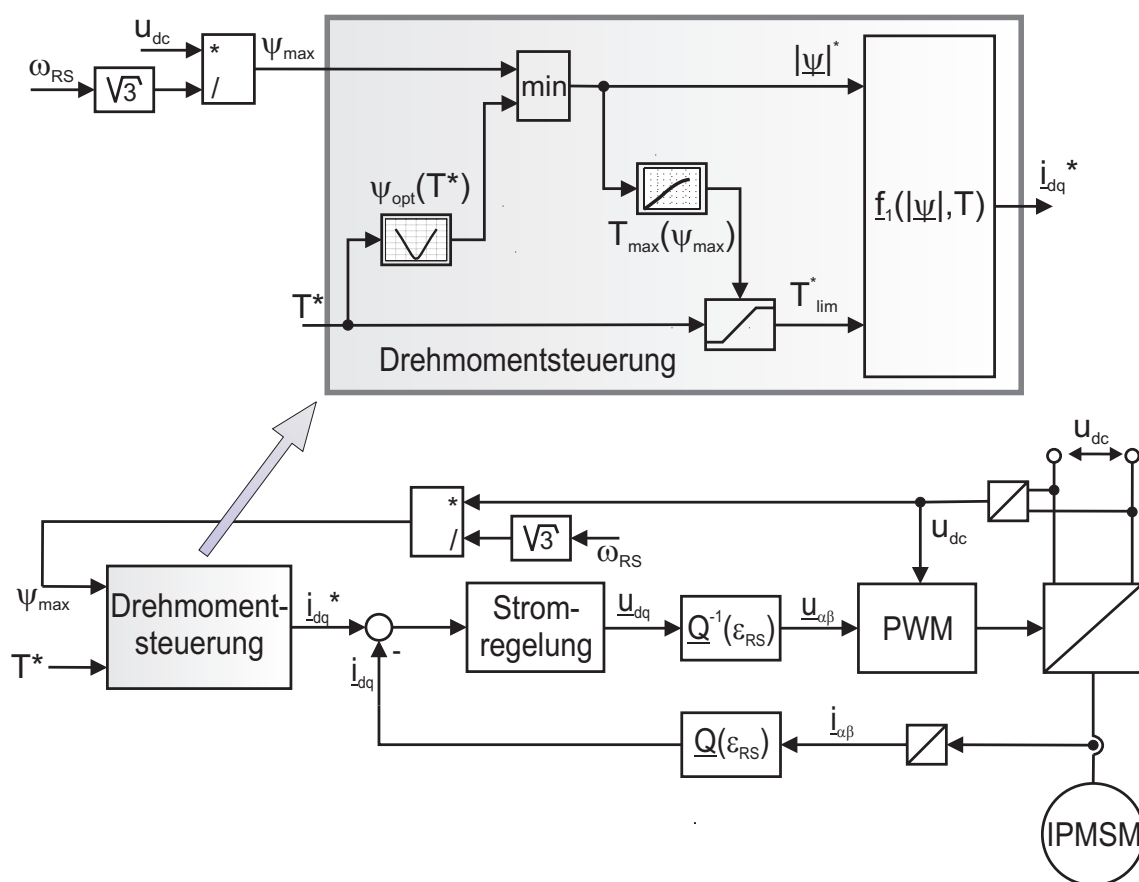 u_dc
*
ψ_max
ω_RS
√3
/
min
|ψ|*
ψ_opt(T*)
T_max(ψ_max)
f_1(|ψ|,T)
i_dq*
T*
T*_lim
Drehmomentsteuerung
u_dc
*
/
√3
ω_RS
u_dc
ψ_max
T*
Drehmoment-
steuerung
i_dq*
-
i_dq
Strom-
regelung
u_dq
Q^-1(ε_RS)
u_αβ
PWM
Q(ε_RS)
i_αβ
IPMSM